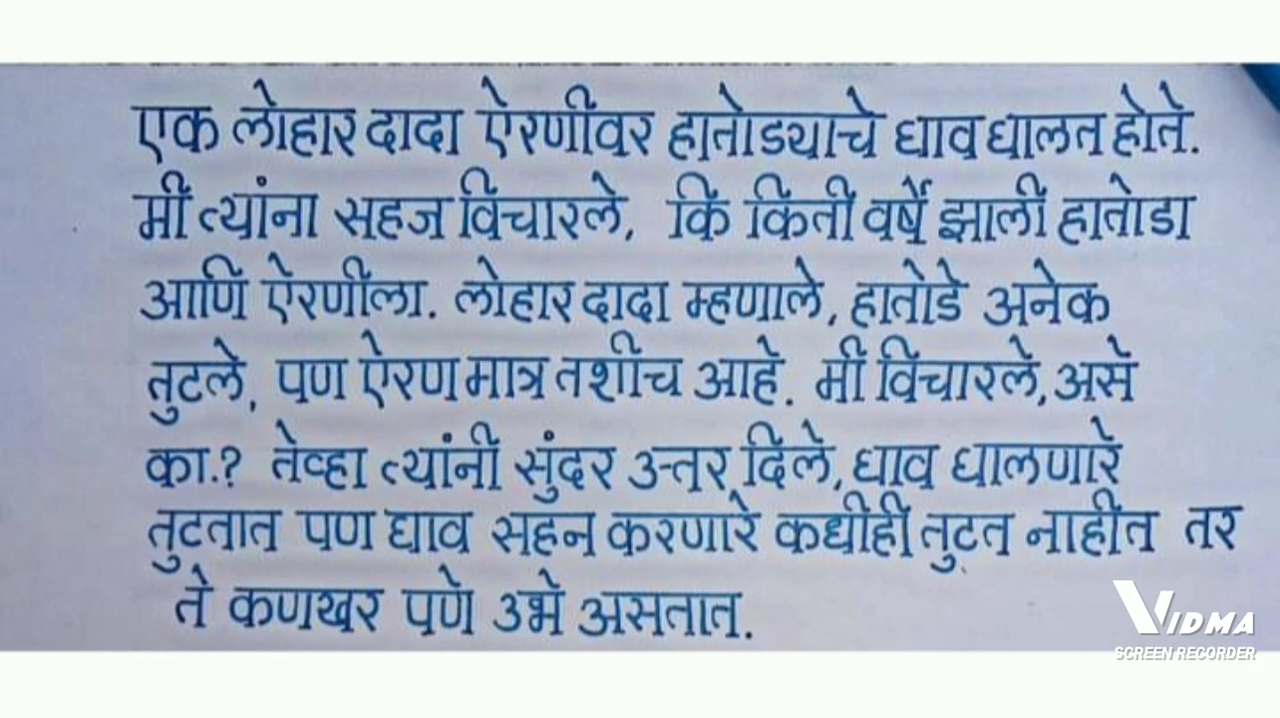 एक लोहार दादा ऐरणीवर हातोड्याचे घाव घालत होते.
मी त्यांना सहज विचारले, कि किती वर्षे झाली हातोडा
आणि ऐरणीला. लोहार दादा म्हणाले, हातोडे अनेक
तुटले, पण ऐरण मात्र तशीच आहे. मी विचारले, असे
का.? तेव्हा त्यांनी सुंदर उत्तर दिले, घाव घालणारे
तुटतात पण घाव सहन करणारे कधीही तुटत नाहीत तर
ते कणखर पणे उभे असतात.
VIDMA
SCREEN RECORDER